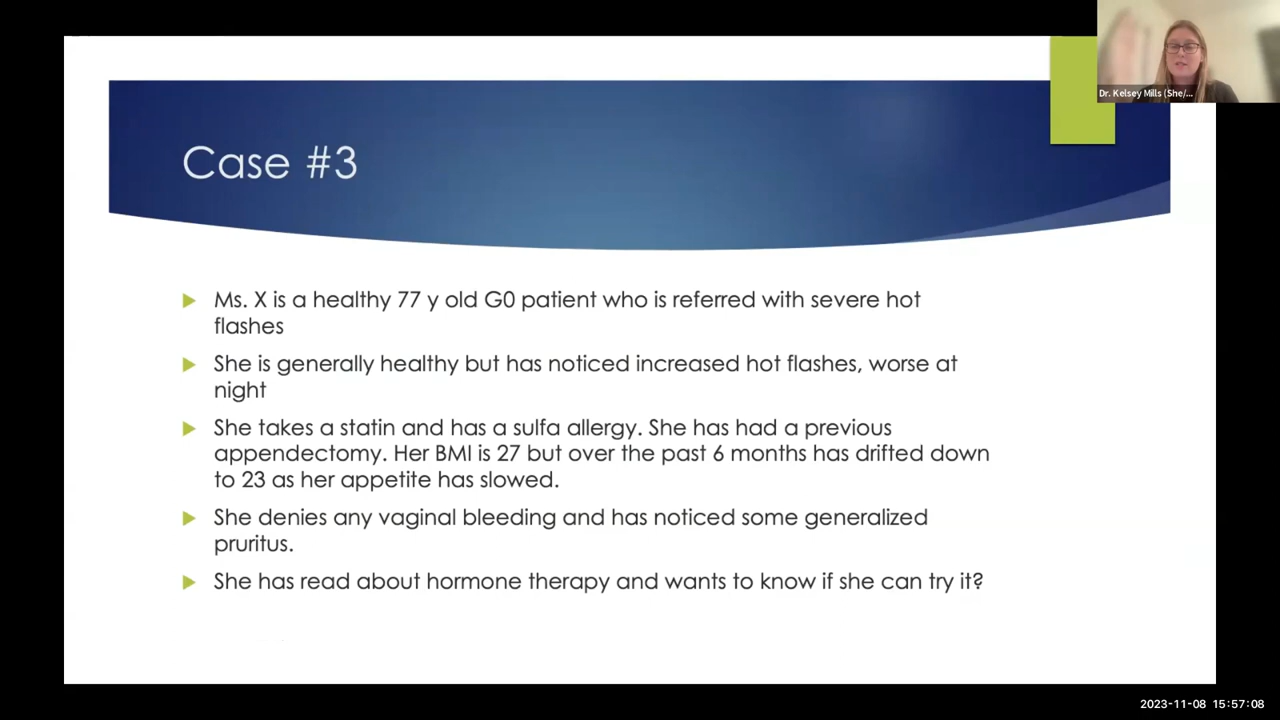 Dr. Kelsey Mills (She/...
Case #3
Ms. X is a healthy 77 y old G0 patient who is referred with severe hot
flashes
She is generally healthy but has noticed increased hot flashes, worse at
night
She takes a statin and has a sulfa allergy. She has had a previous
appendectomy. Her BMI is 27 but over the past 6 months has drifted down
to 23 as her appetite has slowed.
She denies any vaginal bleeding and has noticed some generalized
pruritus.
She has read about hormone therapy and wants to know if she can try it?
2023-11-08 15:57:08